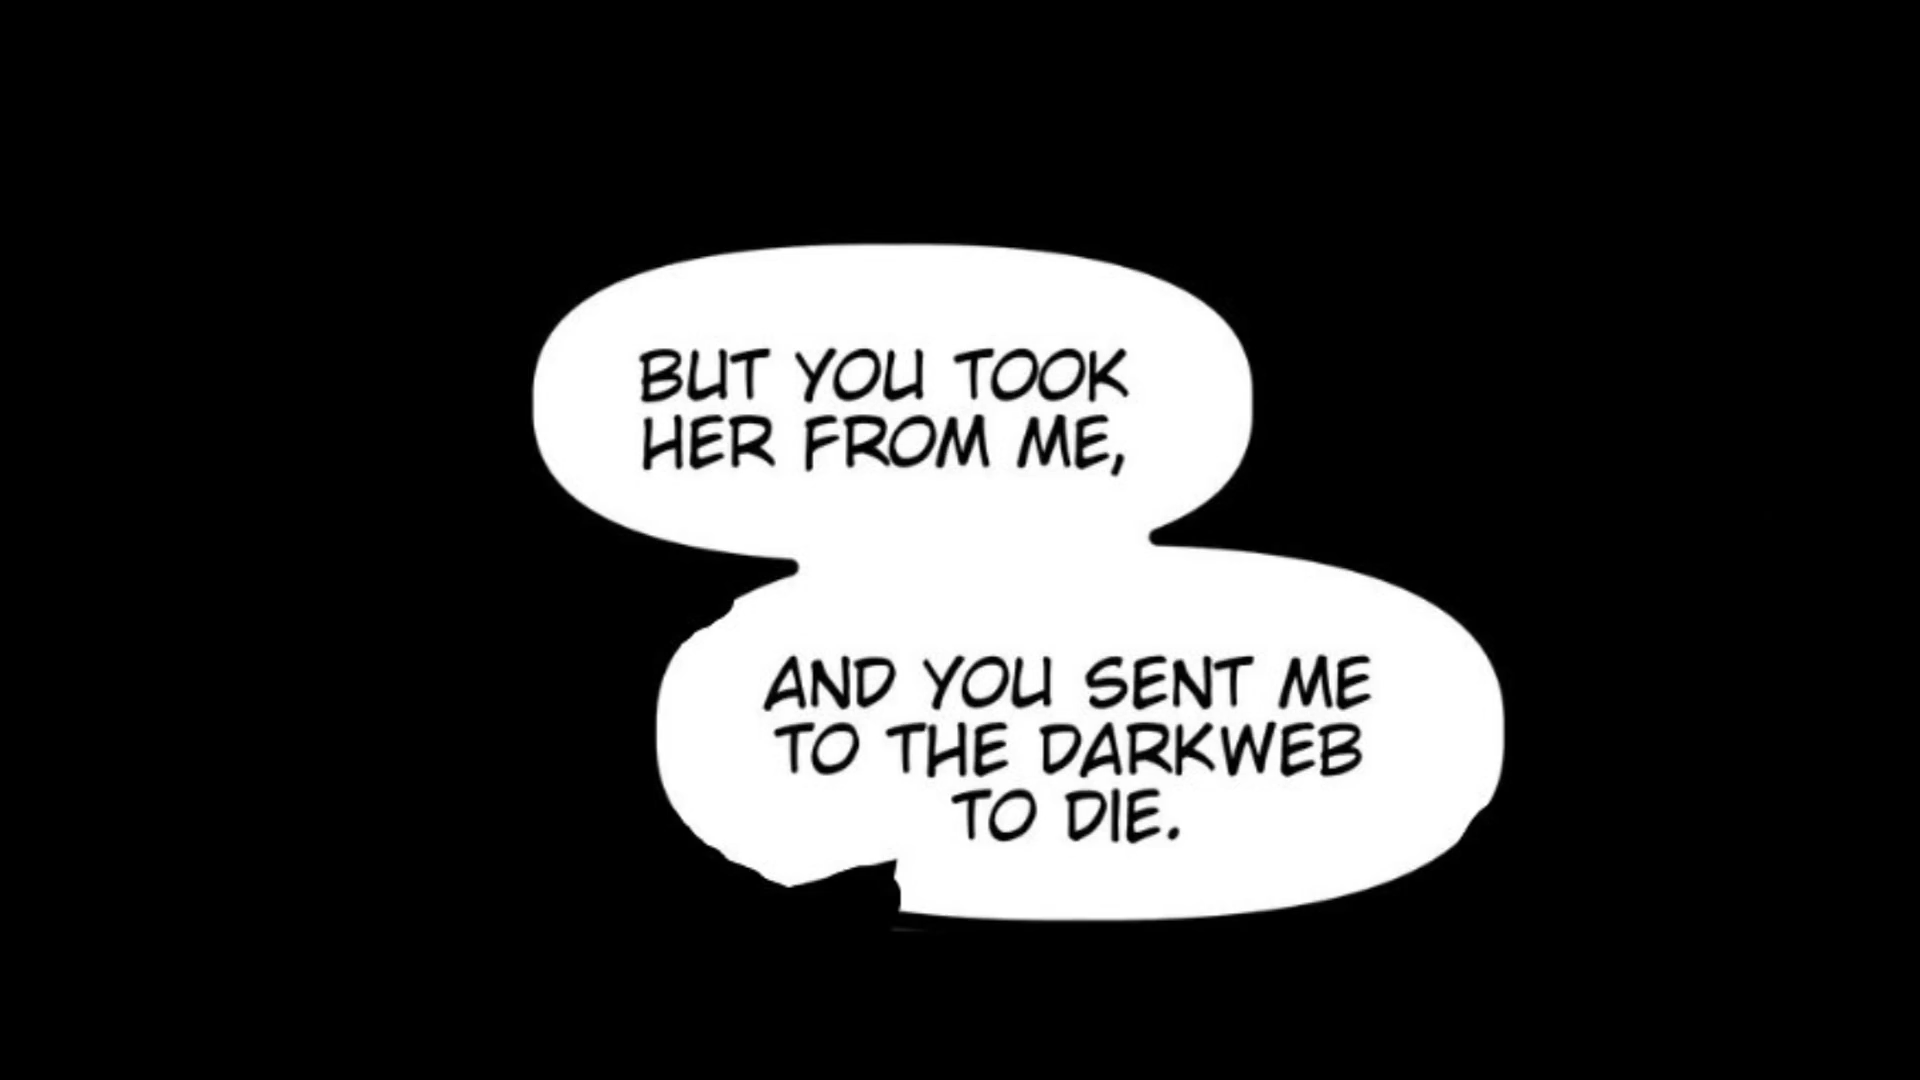 BUT YOU TOOK
HER FROM ME,
AND YOU SENT ME
TO THE DARKWEB
TO DIE.